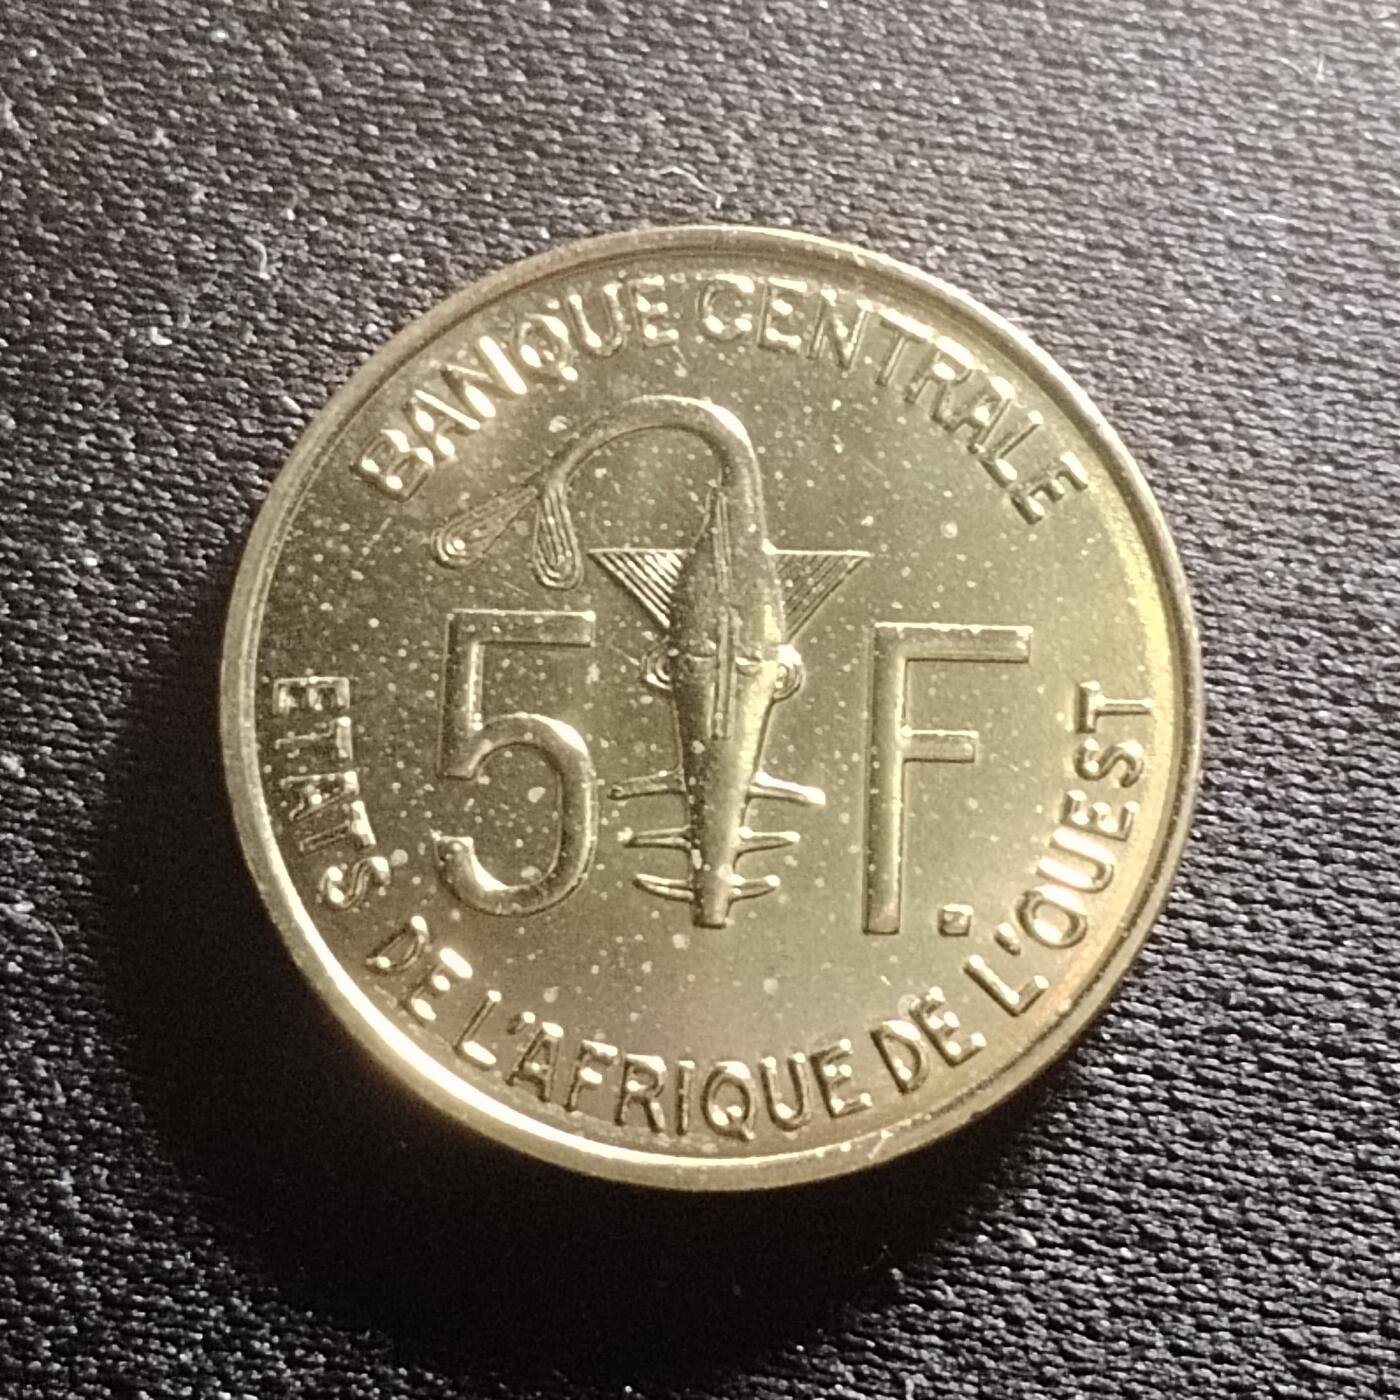 BANQUE CENTRALE
5 F.
ETATS DE L'AFRIQUE DE L'OUEST